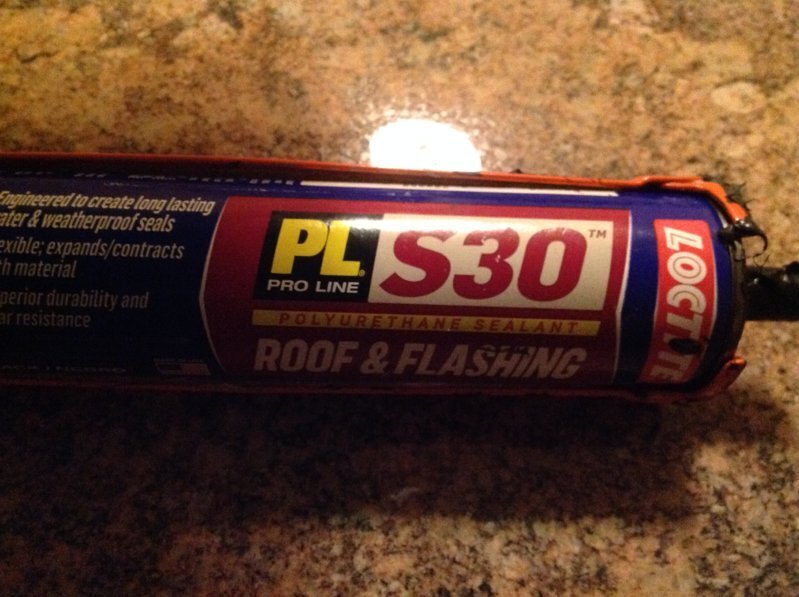 Engineered to create long lasting
ater & weatherproof seals
exible; expands/contracts
th material
perior durability and
ar resistance
PL®
PRO LINE
S30™
POLYURETHANE SEALANT
ROOF & FLASHING
LOCTITE